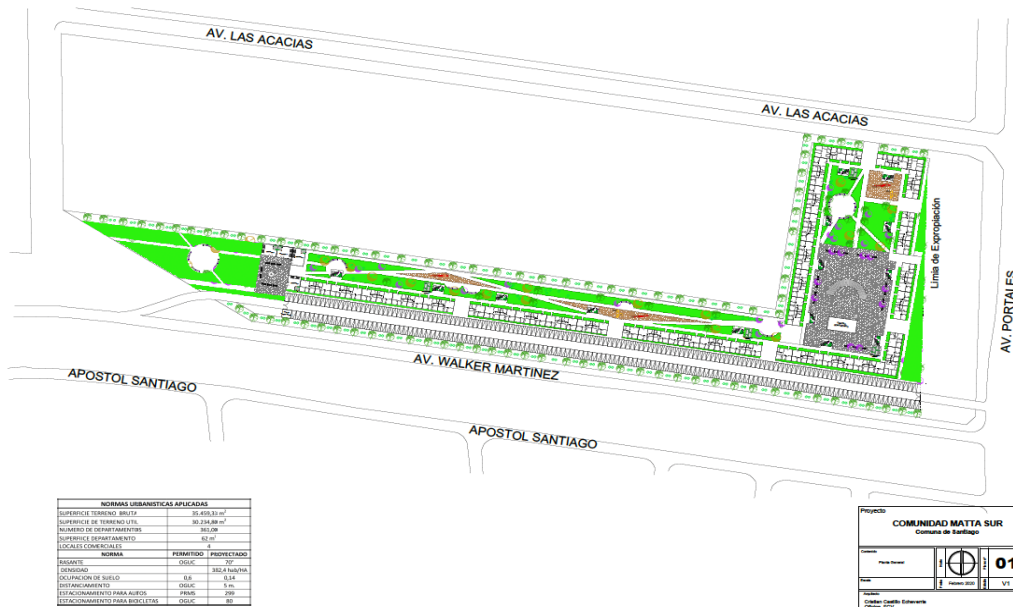 AV. LAS ACACIAS
AV. LAS ACACIAS
Linnia de Expropiación
AV. PORTALES
AV. WALKER MARTINEZ
APOSTOL SANTIAGO
APOSTOL SANTIAGO
NORMAS URBANISTICAS APLICADAS
SUPERFICIE TERRENO BRUTA 35.459,33 m²
SUPERFICIE DE TERRENO UTIL 30.234,88 m²
NUMERO DE DEPARTAMENTOS 361,08
SUPERFICIE DEPARTAMENTO 62 m²
LOCALES COMERCIALES 4
NORMA PERMITIDO PROYECTADO
RASANTE OGUC 70°
DENSIDAD 382,4 hab/HA
OCUPACION DE SUELO 0,6 0,14
DISTANCIAMIENTO OGUC 5 m.
ESTACIONAMIENTO PARA AUTOS PRMS 299
ESTACIONAMIENTO PARA BICICLETAS OGUC 80
Proyecto
COMUNIDAD MATTA SUR
Comuna de Santiago
Contenido
Planta General
01
Febrero 2020
V1
Cristian Castillo Echeverria